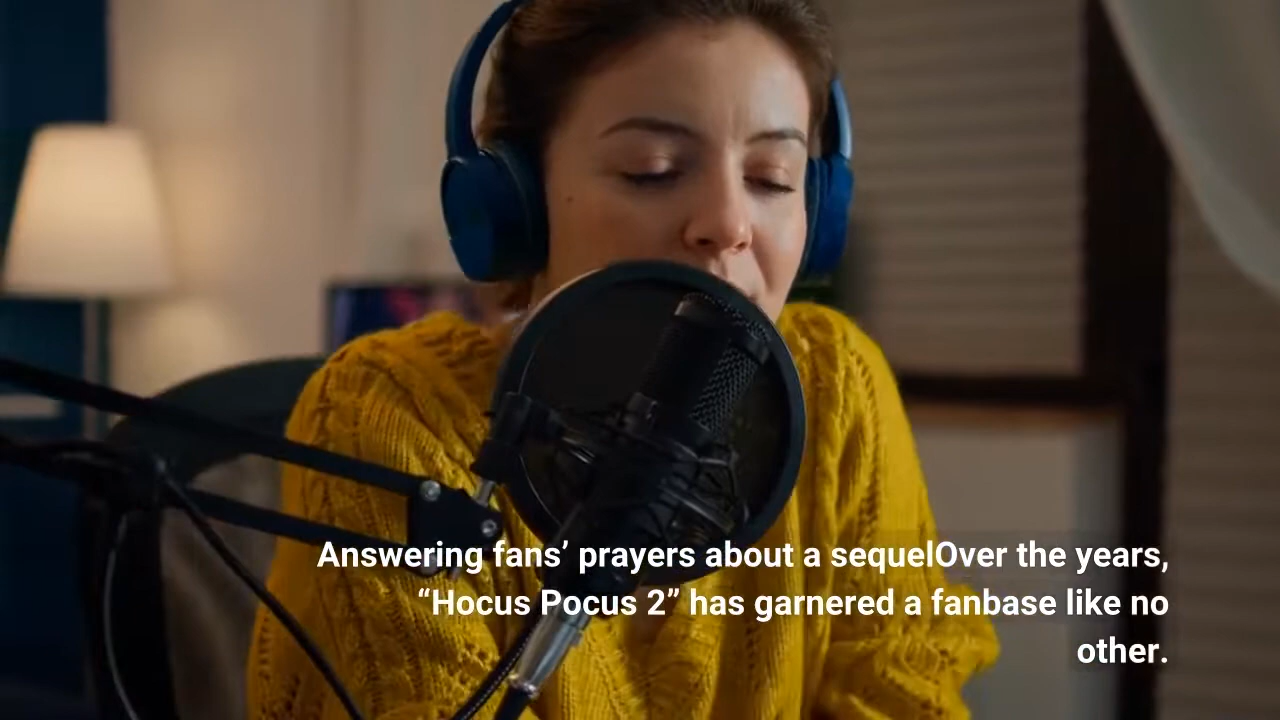 Answering fans’ prayers about a sequelOver the years,
“Hocus Pocus 2” has garnered a fanbase like no
other.